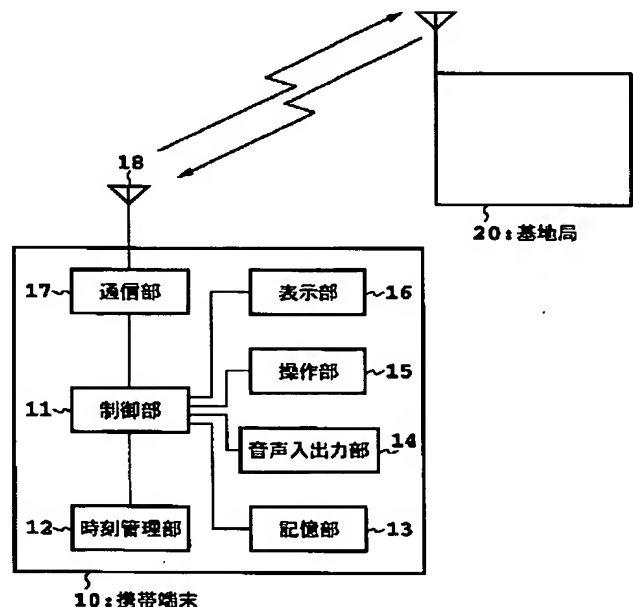 18
20:基地局
17 通信部
表示部 16
操作部 15
11 制御部
音声入出力部 14
12 時刻管理部
記憶部 13
10:携帯端末